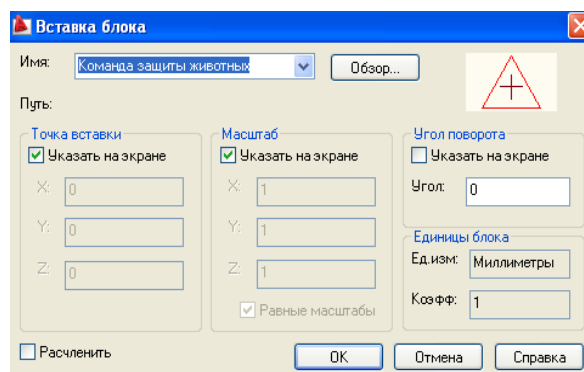 Вставка блока
Имя: Команда защиты животных Обзор...
Путь:
Точка вставки
Указать на экране
X: 0
Y: 0
Z: 0
Масштаб
Указать на экране
X: 1
Y: 1
Z: 1
Равные масштабы
Угол поворота
Указать на экране
Угол: 0
Единицы блока
Ед.изм: Миллиметры
Коэфф: 1
Расчленить
OK Отмена Справка